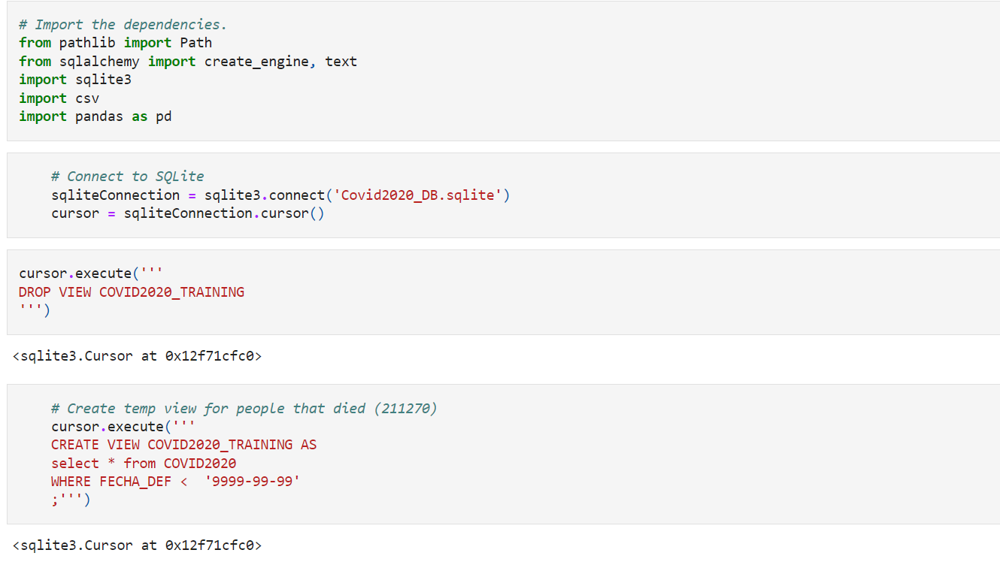 # Import the dependencies.
from pathlib import Path
from sqlalchemy import create_engine, text
import sqlite3
import csv
import pandas as pd
# Connect to SQLite
sqliteConnection = sqlite3.connect('Covid2020_DB.sqlite')
cursor = sqliteConnection.cursor()
cursor.execute('''
DROP VIEW COVID2020_TRAINING
''')
<sqlite3.Cursor at 0x12f71cfc0>
# Create temp view for people that died (211270)
cursor.execute('''
CREATE VIEW COVID2020_TRAINING AS
select * from COVID2020
WHERE FECHA_DEF <  '9999-99-99'
;''')
<sqlite3.Cursor at 0x12f71cfc0>